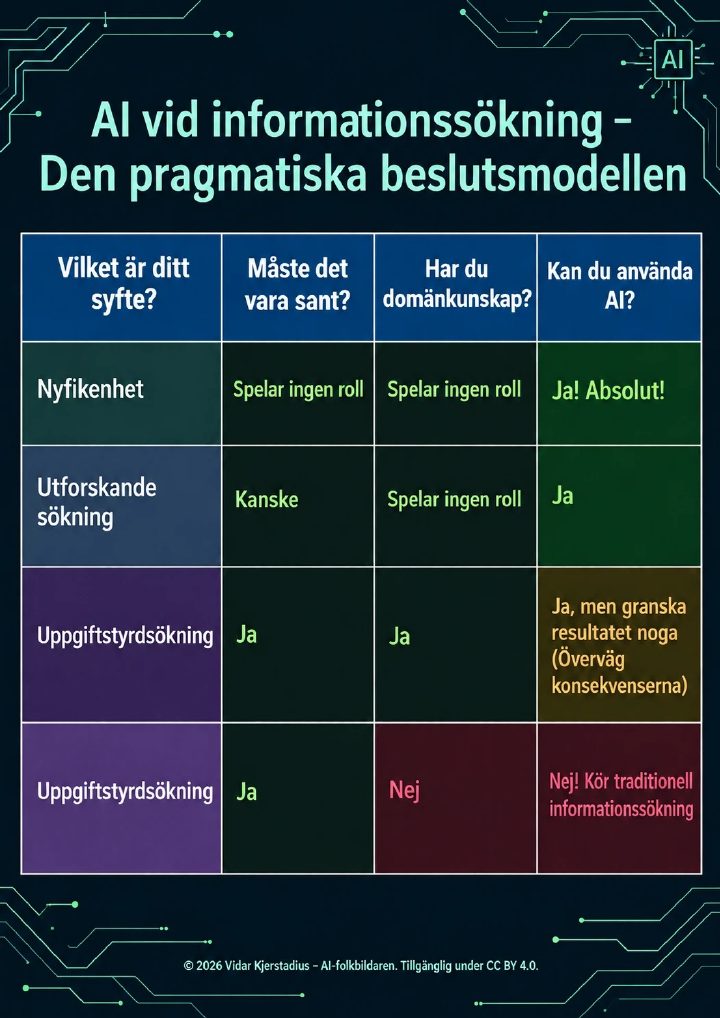 AI
AI vid informationssökning –
Den pragmatiska beslutsmodellen
Vilket är ditt
syfte?
Måste det
vara sant?
Har du
domänkunskap?
Kan du använda
AI?
Nyfikenhet
Spelar ingen roll
Spelar ingen roll
Ja! Absolut!
Utforskande
sökning
Kanske
Spelar ingen roll
Ja
Uppgiftstyrdsökning
Ja
Ja
Ja, men granska
resultatet noga
(Överväg
konsekvenserna)
Uppgiftstyrdsökning
Ja
Nej
Nej! Kör traditionell
informationssökning
© 2026 Vidar Kjerstadius – AI-folkbildaren. Tillgänglig under CC BY 4.0.